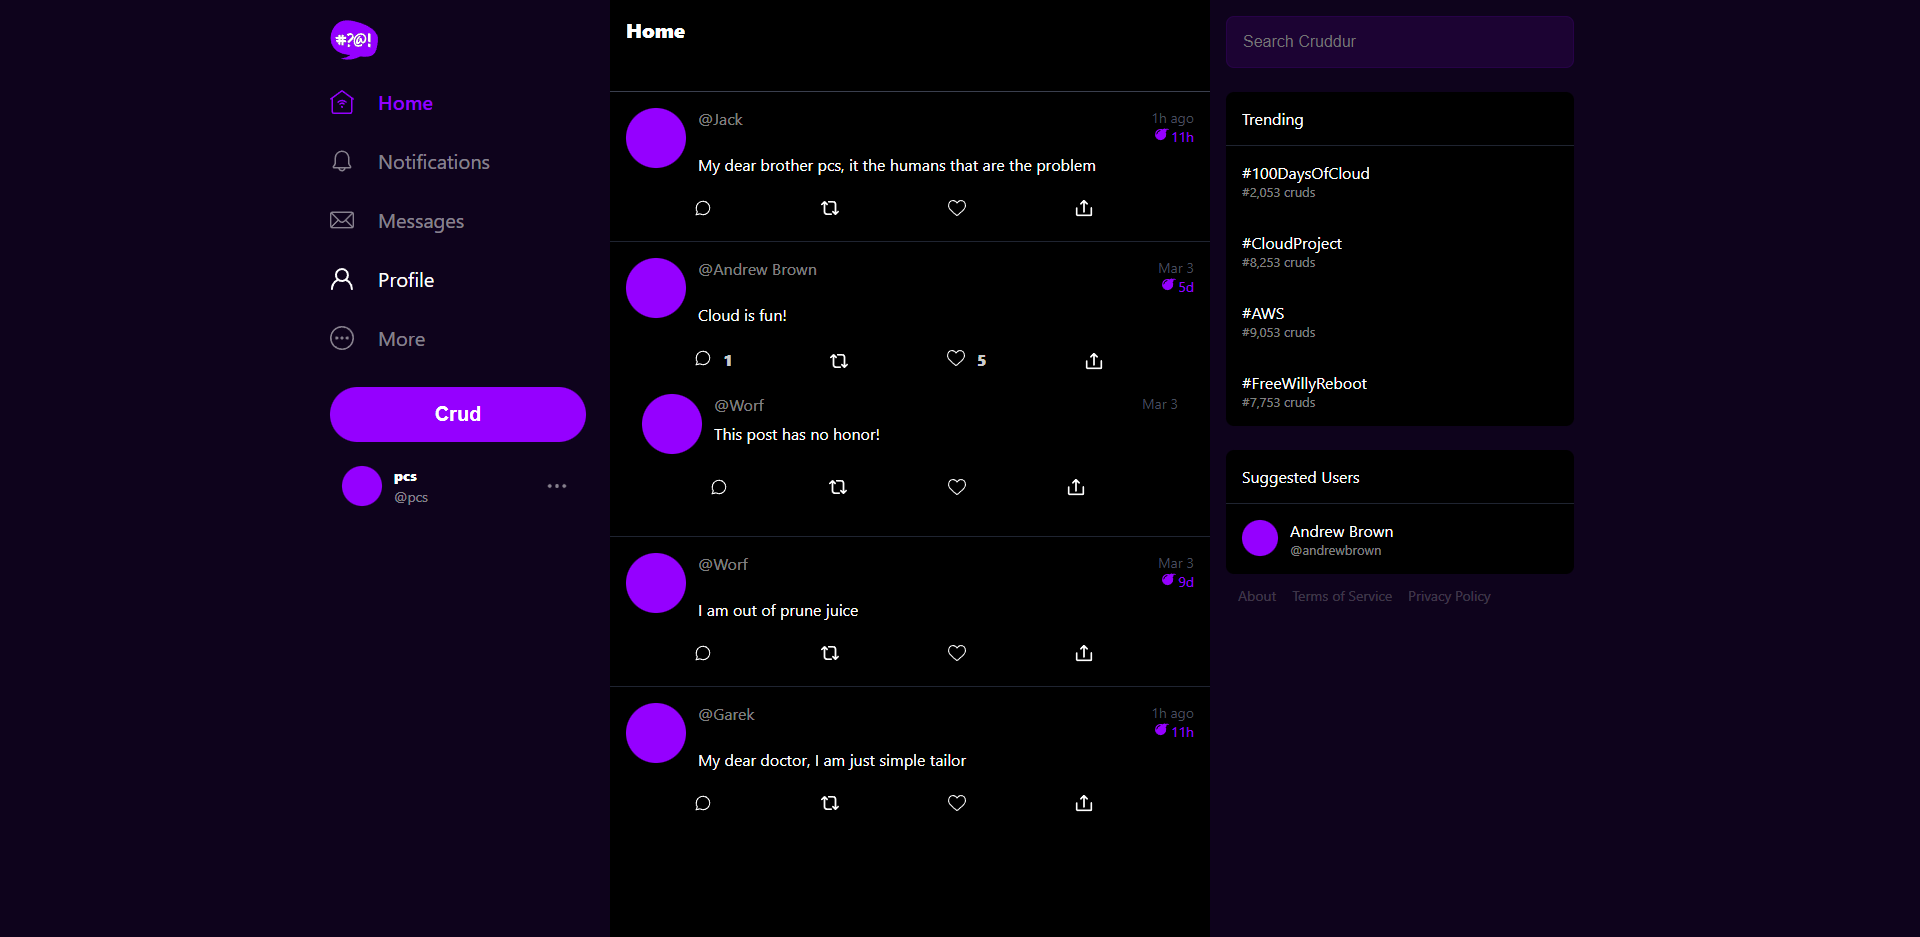 #?@!
Home
Notifications
Messages
Profile
More
Crud
pcs
@pcs
Home
@Jack
1h ago
11h
My dear brother pcs, it the humans that are the problem
@Andrew Brown
Mar 3
5d
Cloud is fun!
1
5
@Worf
Mar 3
This post has no honor!
@Worf
Mar 3
9d
I am out of prune juice
@Garek
1h ago
11h
My dear doctor, I am just simple tailor
Search Cruddur
Trending
#100DaysOfCloud
#2,053 cruds
#CloudProject
#8,253 cruds
#AWS
#9,053 cruds
#FreeWillyReboot
#7,753 cruds
Suggested Users
Andrew Brown
@andrewbrown
About Terms of Service Privacy Policy